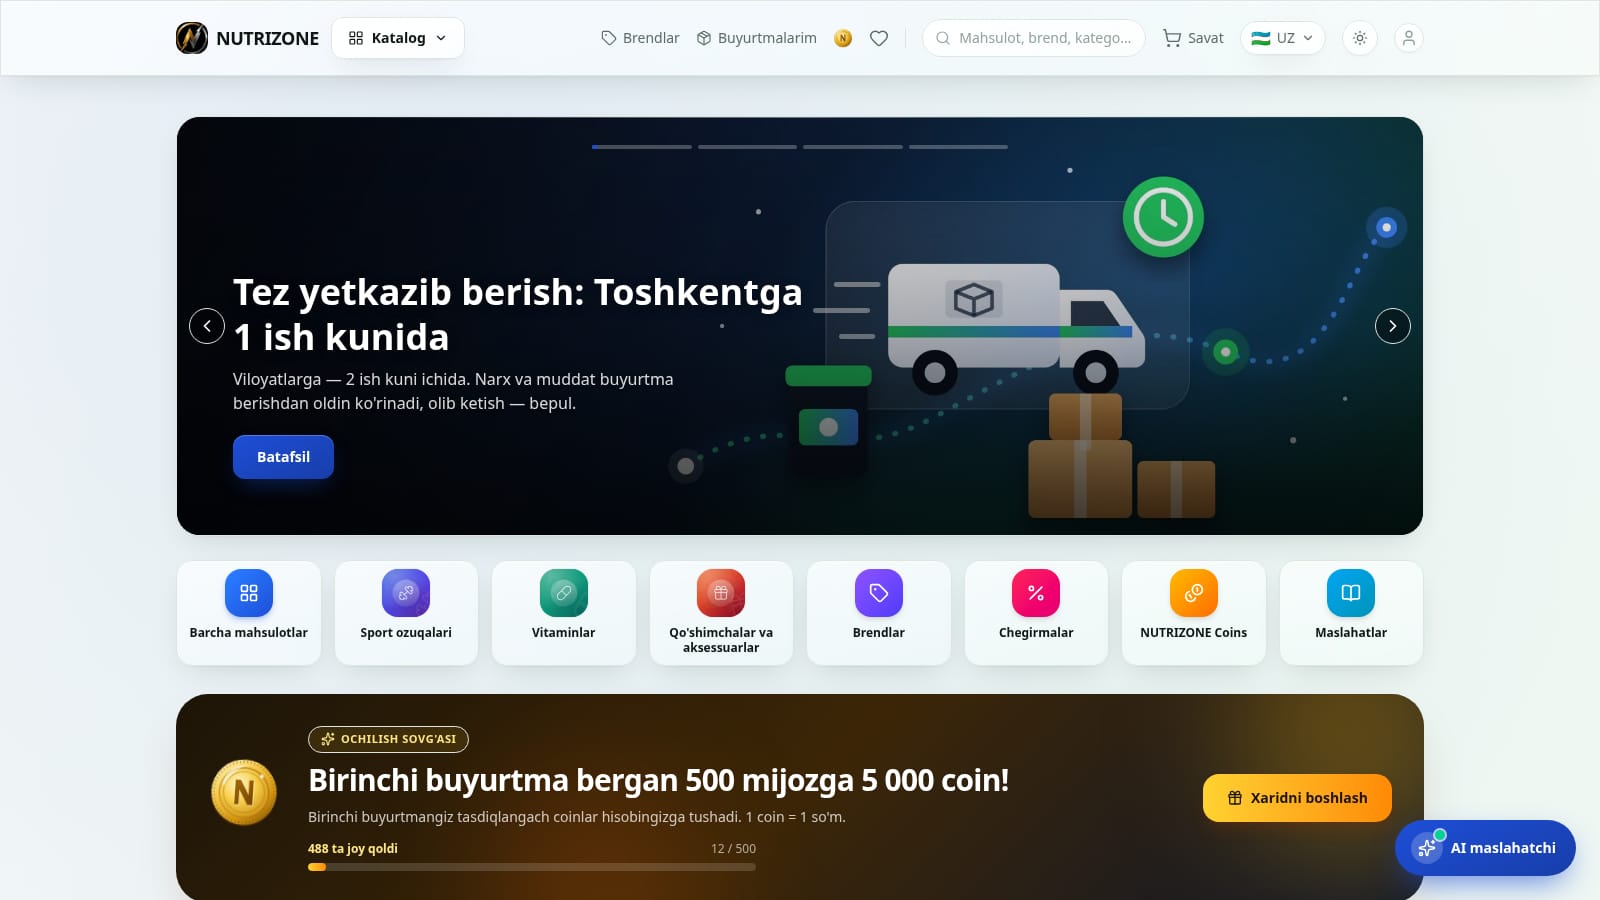 NUTRIZONE
Katalog
Brendlar
Buyurtmalarim
N
Mahsulot, brend, katego...
Savat
UZ
Tez yetkazib berish: Toshkentga
1 ish kunida
Viloyatlarga — 2 ish kuni ichida. Narx va muddat buyurtma
berishdan oldin ko'rinadi, olib ketish — bepul.
Batafsil
Barcha mahsulotlar
Sport ozuqalari
Vitaminlar
Qo'shimchalar va
aksessuarlar
Brendlar
Chegirmalar
NUTRIZONE Coins
Maslahatlar
OCHILISH SOVG'ASI
N
Birinchi buyurtma bergan 500 mijozga 5 000 coin!
Birinchi buyurtmangiz tasdiqlangach coinlar hisobingizga tushadi. 1 coin = 1 so'm.
488 ta joy qoldi
12 / 500
Xaridni boshlash
AI maslahatchi